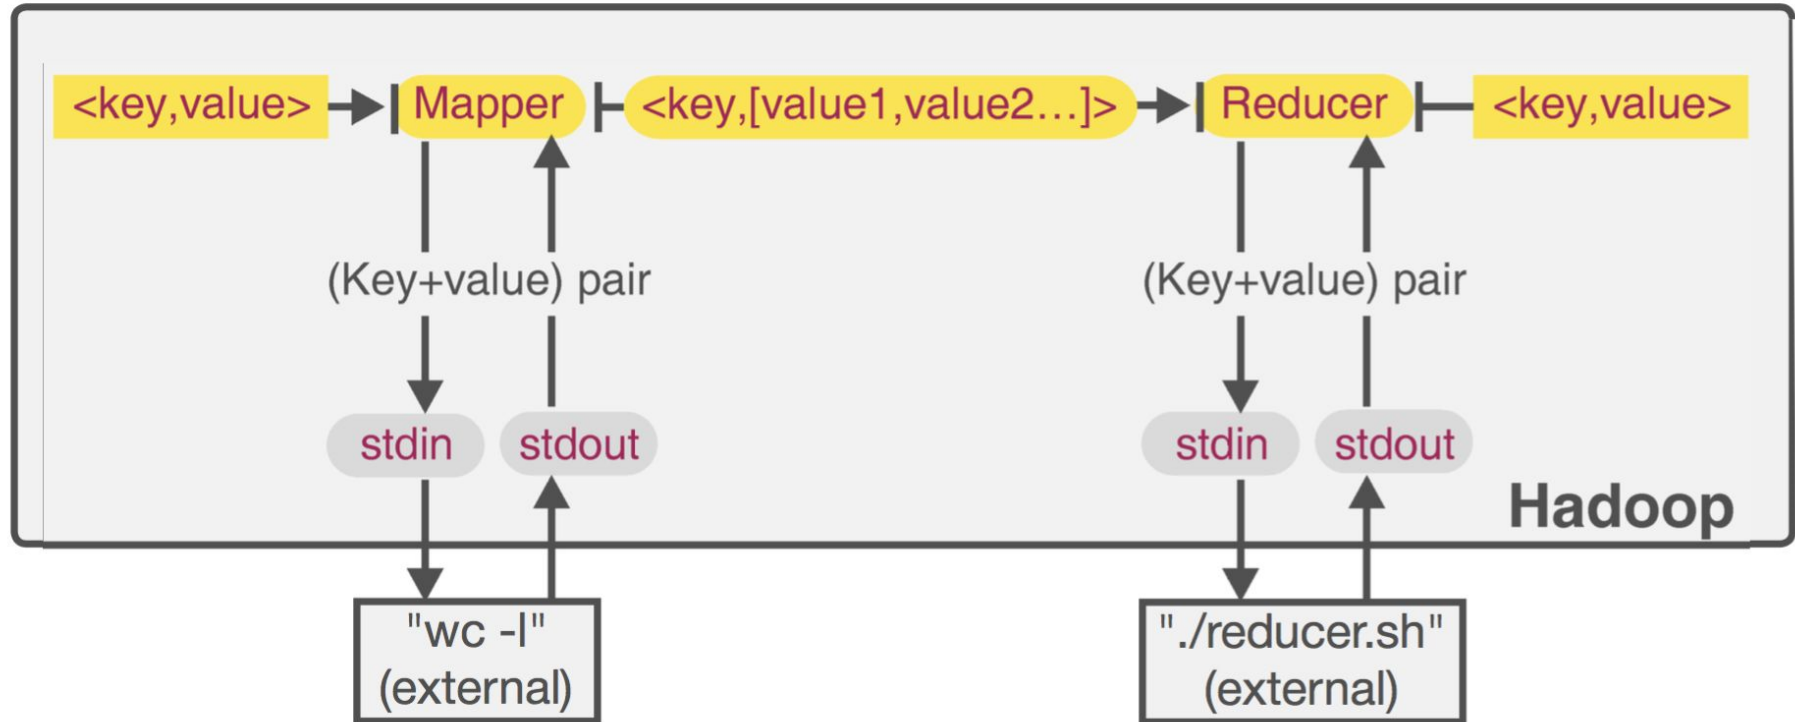 <key,value>
Mapper
<key,[value1,value2...]>
Reducer
<key,value>
(Key+value) pair
(Key+value) pair
stdin
stdout
stdin
stdout
Hadoop
"wc -l"
(external)
"./reducer.sh"
(external)